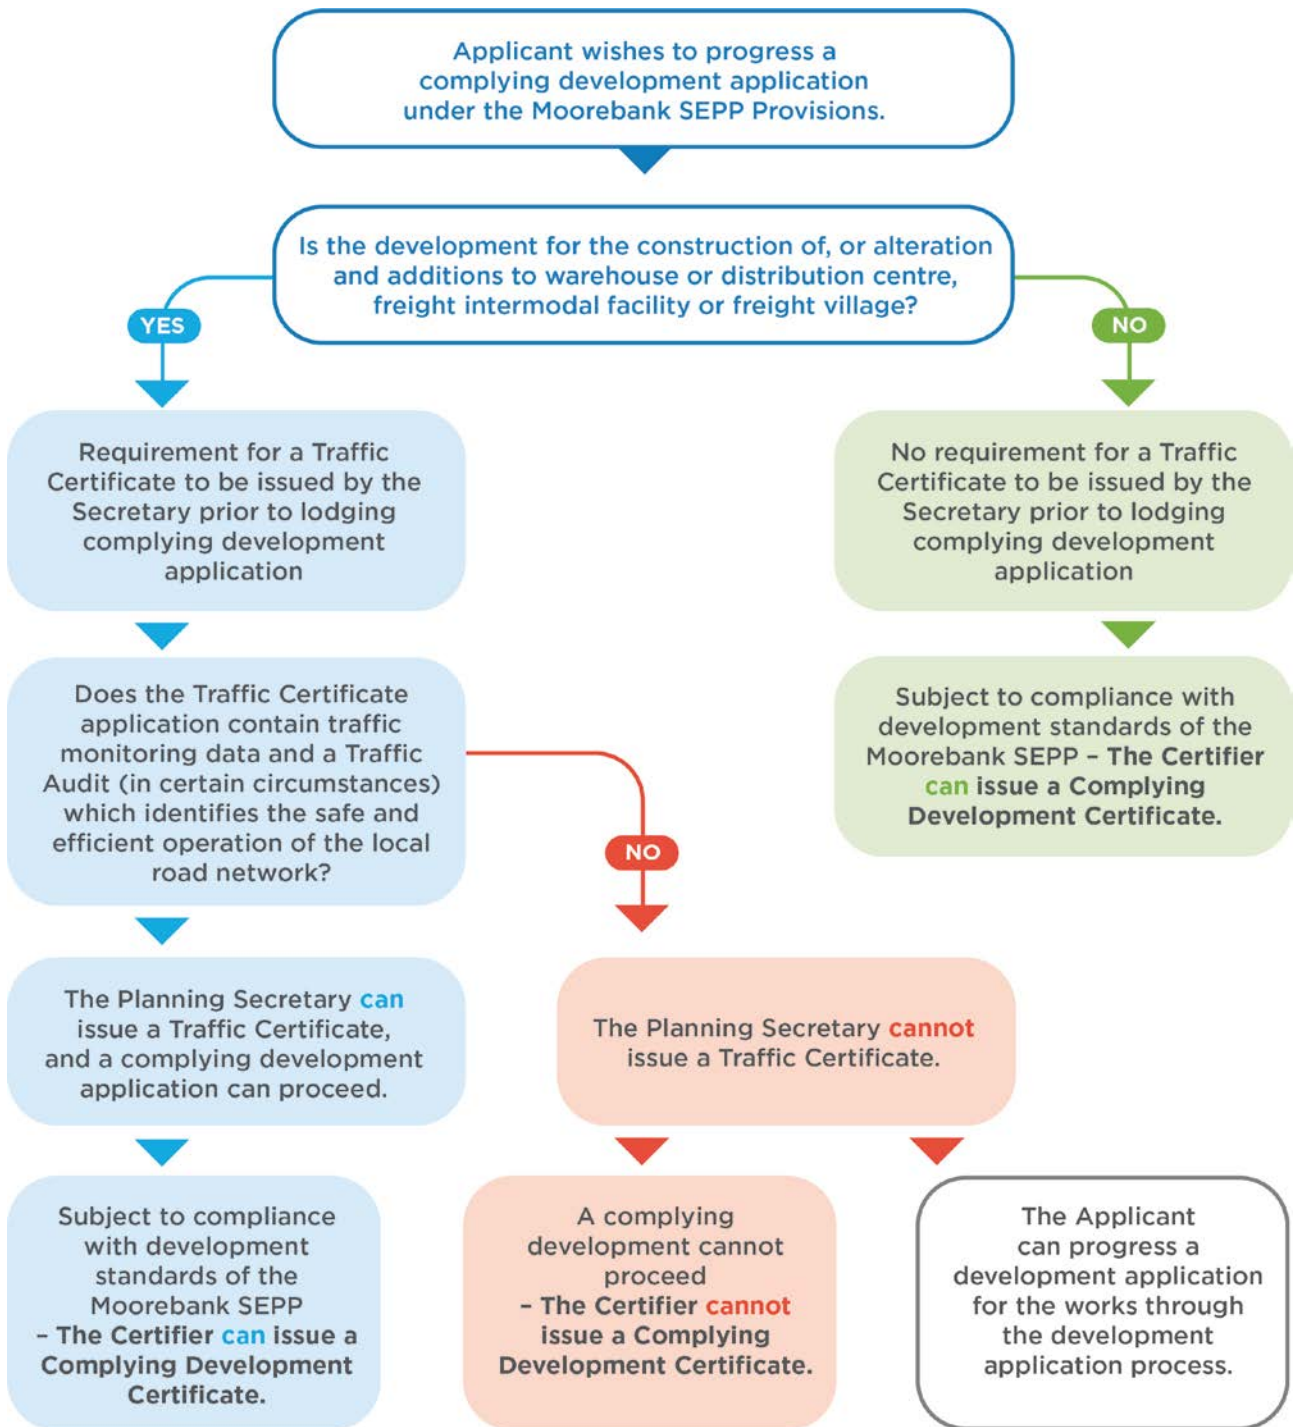 Applicant wishes to progress a
complying development application
under the Moorebank SEPP Provisions.
Is the development for the construction of, or alteration
and additions to warehouse or distribution centre,
freight intermodal facility or freight village?
YES
NO
Requirement for a Traffic
Certificate to be issued by the
Secretary prior to lodging
complying development
application
No requirement for a Traffic
Certificate to be issued by the
Secretary prior to lodging
complying development
application
Does the Traffic Certificate
application contain traffic
monitoring data and a Traffic
Audit (in certain circumstances)
which identifies the safe and
efficient operation of the local
road network?
Subject to compliance with
development standards of the
Moorebank SEPP – The Certifier
can issue a Complying
Development Certificate.
NO
The Planning Secretary can
issue a Traffic Certificate,
and a complying development
application can proceed.
The Planning Secretary cannot
issue a Traffic Certificate.
Subject to compliance
with development
standards of the
Moorebank SEPP
– The Certifier can issue a
Complying Development
Certificate.
A complying
development cannot
proceed
– The Certifier cannot
issue a Complying
Development Certificate.
The Applicant
can progress a
development application
for the works through
the development
application process.